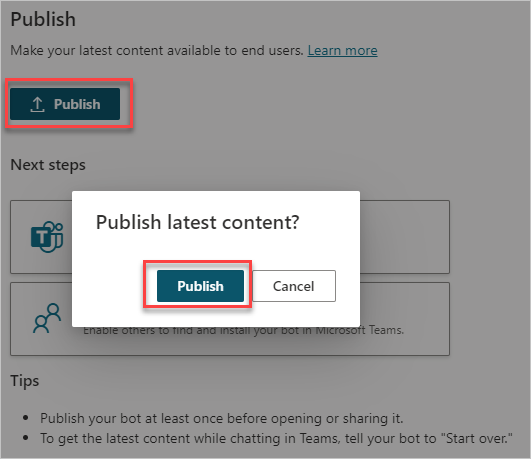 Publish
Make your latest content available to end users. Learn more
Publish
Next steps
Publish latest content?
Publish
Cancel
Enable others to find and install your bot in Microsoft Teams.
Tips
Publish your bot at least once before opening or sharing it.
To get the latest content while chatting in Teams, tell your bot to "Start over."